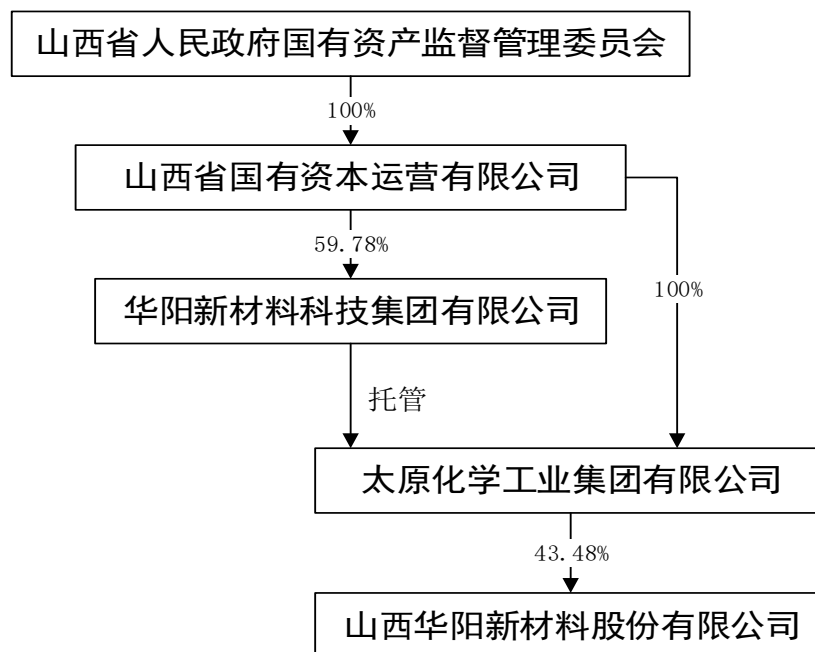 山西省人民政府国有资产监督管理委员会
100%
山西省国有资本运营有限公司
59.78%
华阳新材料科技集团有限公司
100%
托管
太原化学工业集团有限公司
43.48%
山西华阳新材料股份有限公司